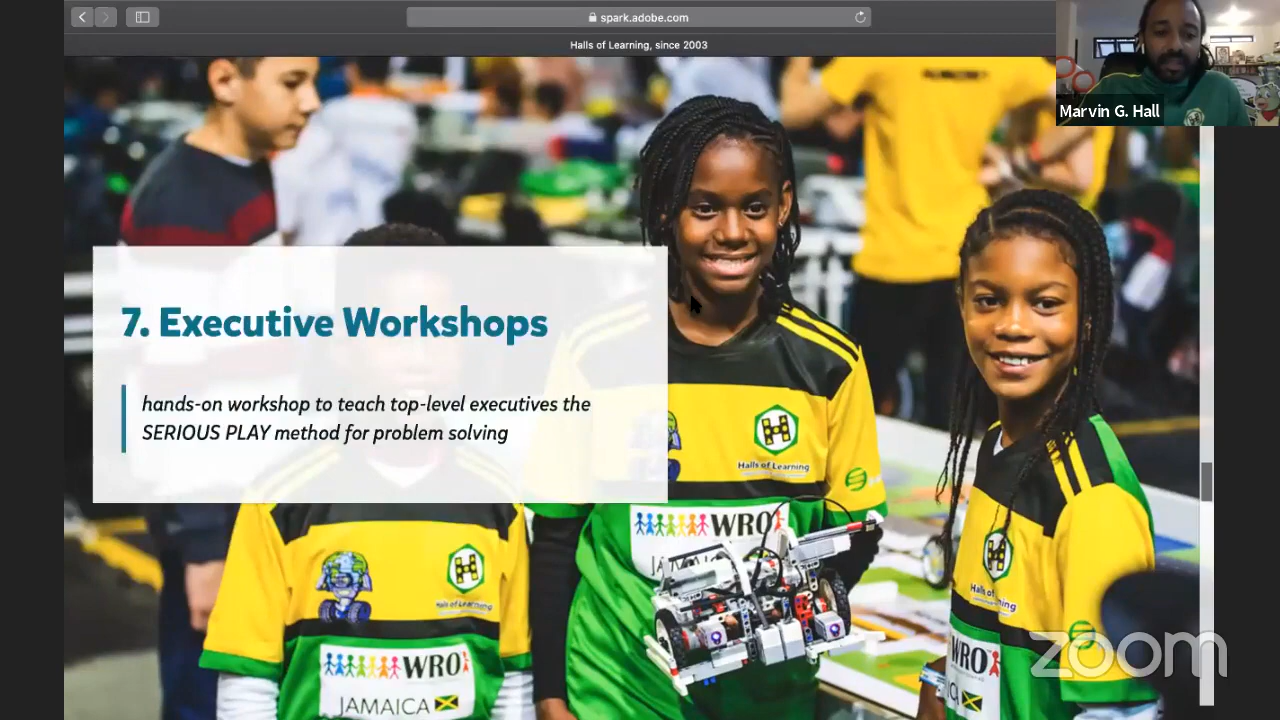 spark.adobe.com
Halls of Learning, since 2003
Marvin G. Hall
7. Executive Workshops
hands-on workshop to teach top-level executives the
SERIOUS PLAY method for problem solving
H
Halls of Learning
WRO
H
Halls of Learning
WRO
JAMAICA
H
Halls of Learning
WRO
zoom